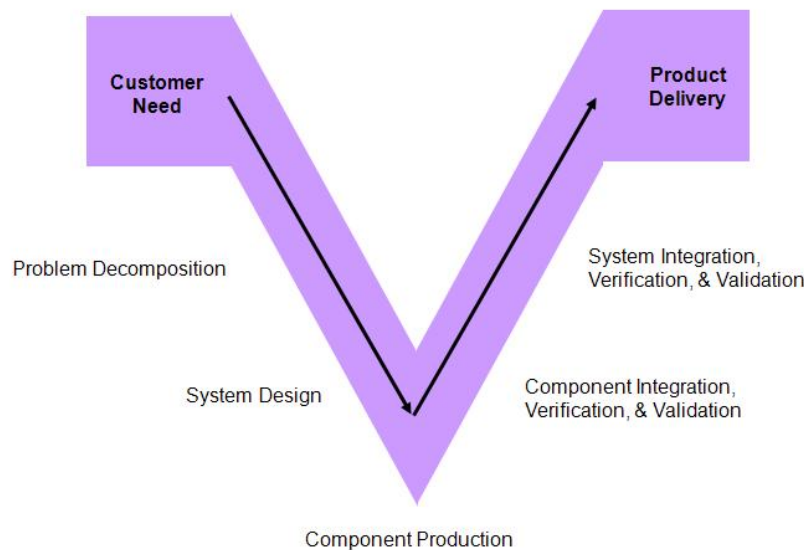 Customer
Need
Product
Delivery
Problem Decomposition
System Integration,
Verification, & Validation
System Design
Component Integration,
Verification, & Validation
Component Production